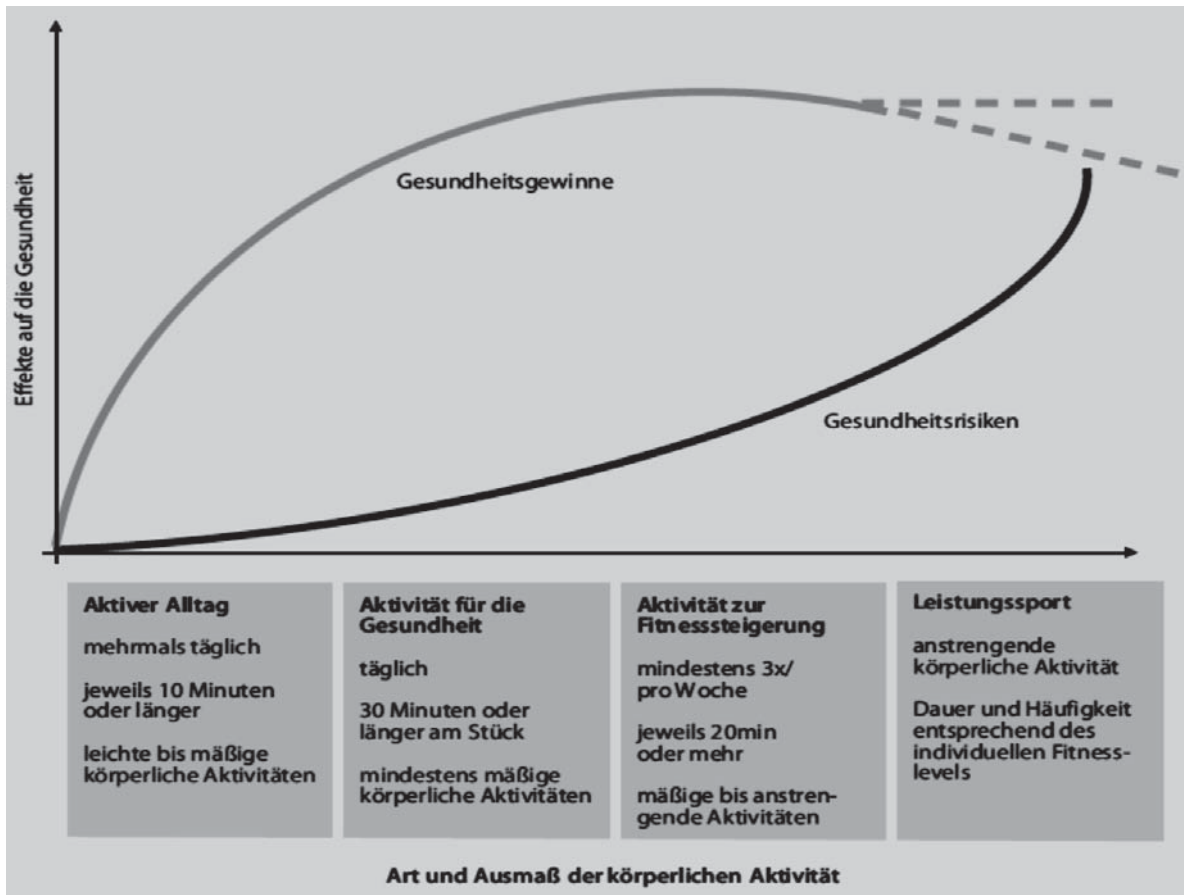 Effekte auf die Gesundheit
Gesundheitsgewinne
Gesundheitsrisiken
Aktiver Alltag
mehrmals täglich
jeweils 10 Minuten
oder länger
leichte bis mäßige
körperliche Aktivitäten
Aktivität für die
Gesundheit
täglich
30 Minuten oder
länger am Stück
mindestens mäßige
körperliche Aktivitäten
Aktivität zur
Fitnesssteigerung
mindestens 3x/
pro Woche
jeweils 20min
oder mehr
mäßige bis anstren-
gende Aktivitäten
Leistungssport
anstrengende
körperliche Aktivität
Dauer und Häufigkeit
entsprechend des
individuellen Fitness-
levels
Art und Ausmaß der körperlichen Aktivität